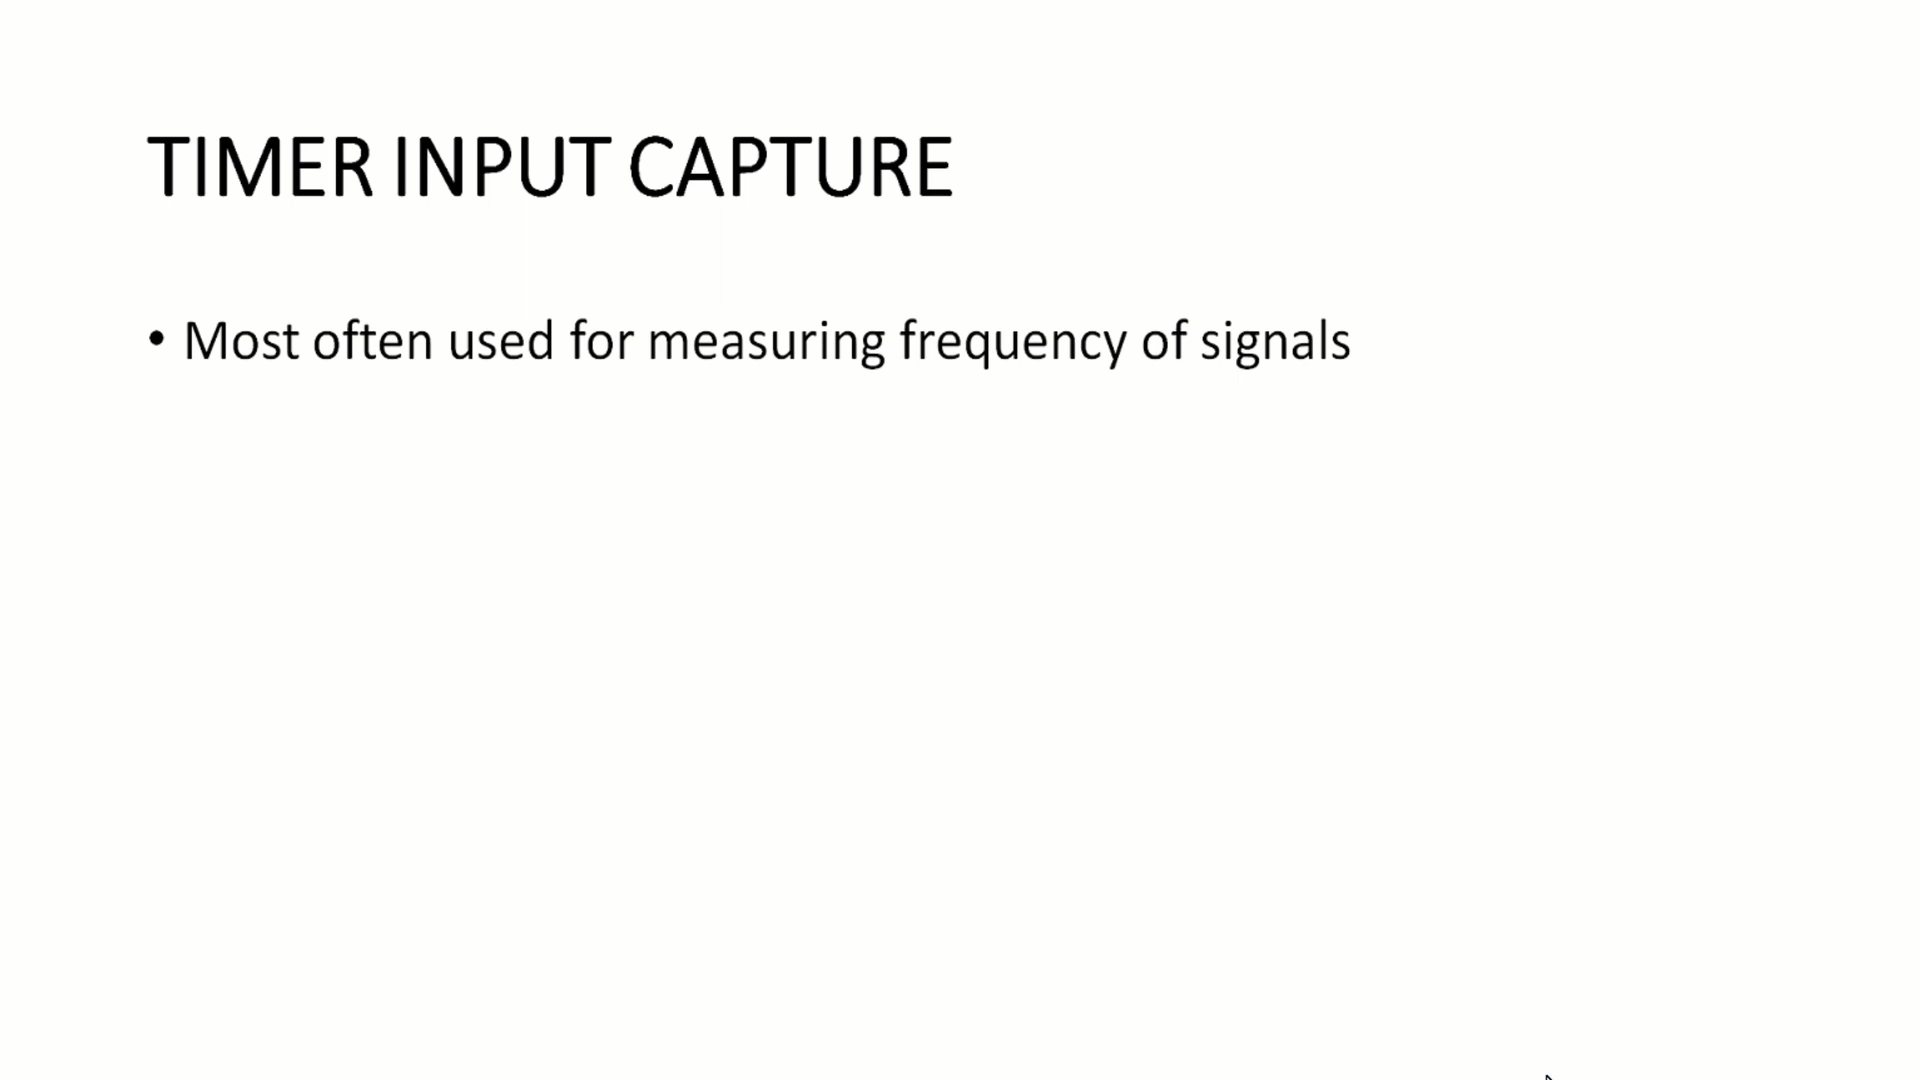 TIMER INPUT CAPTURE
• Most often used for measuring frequency of signals